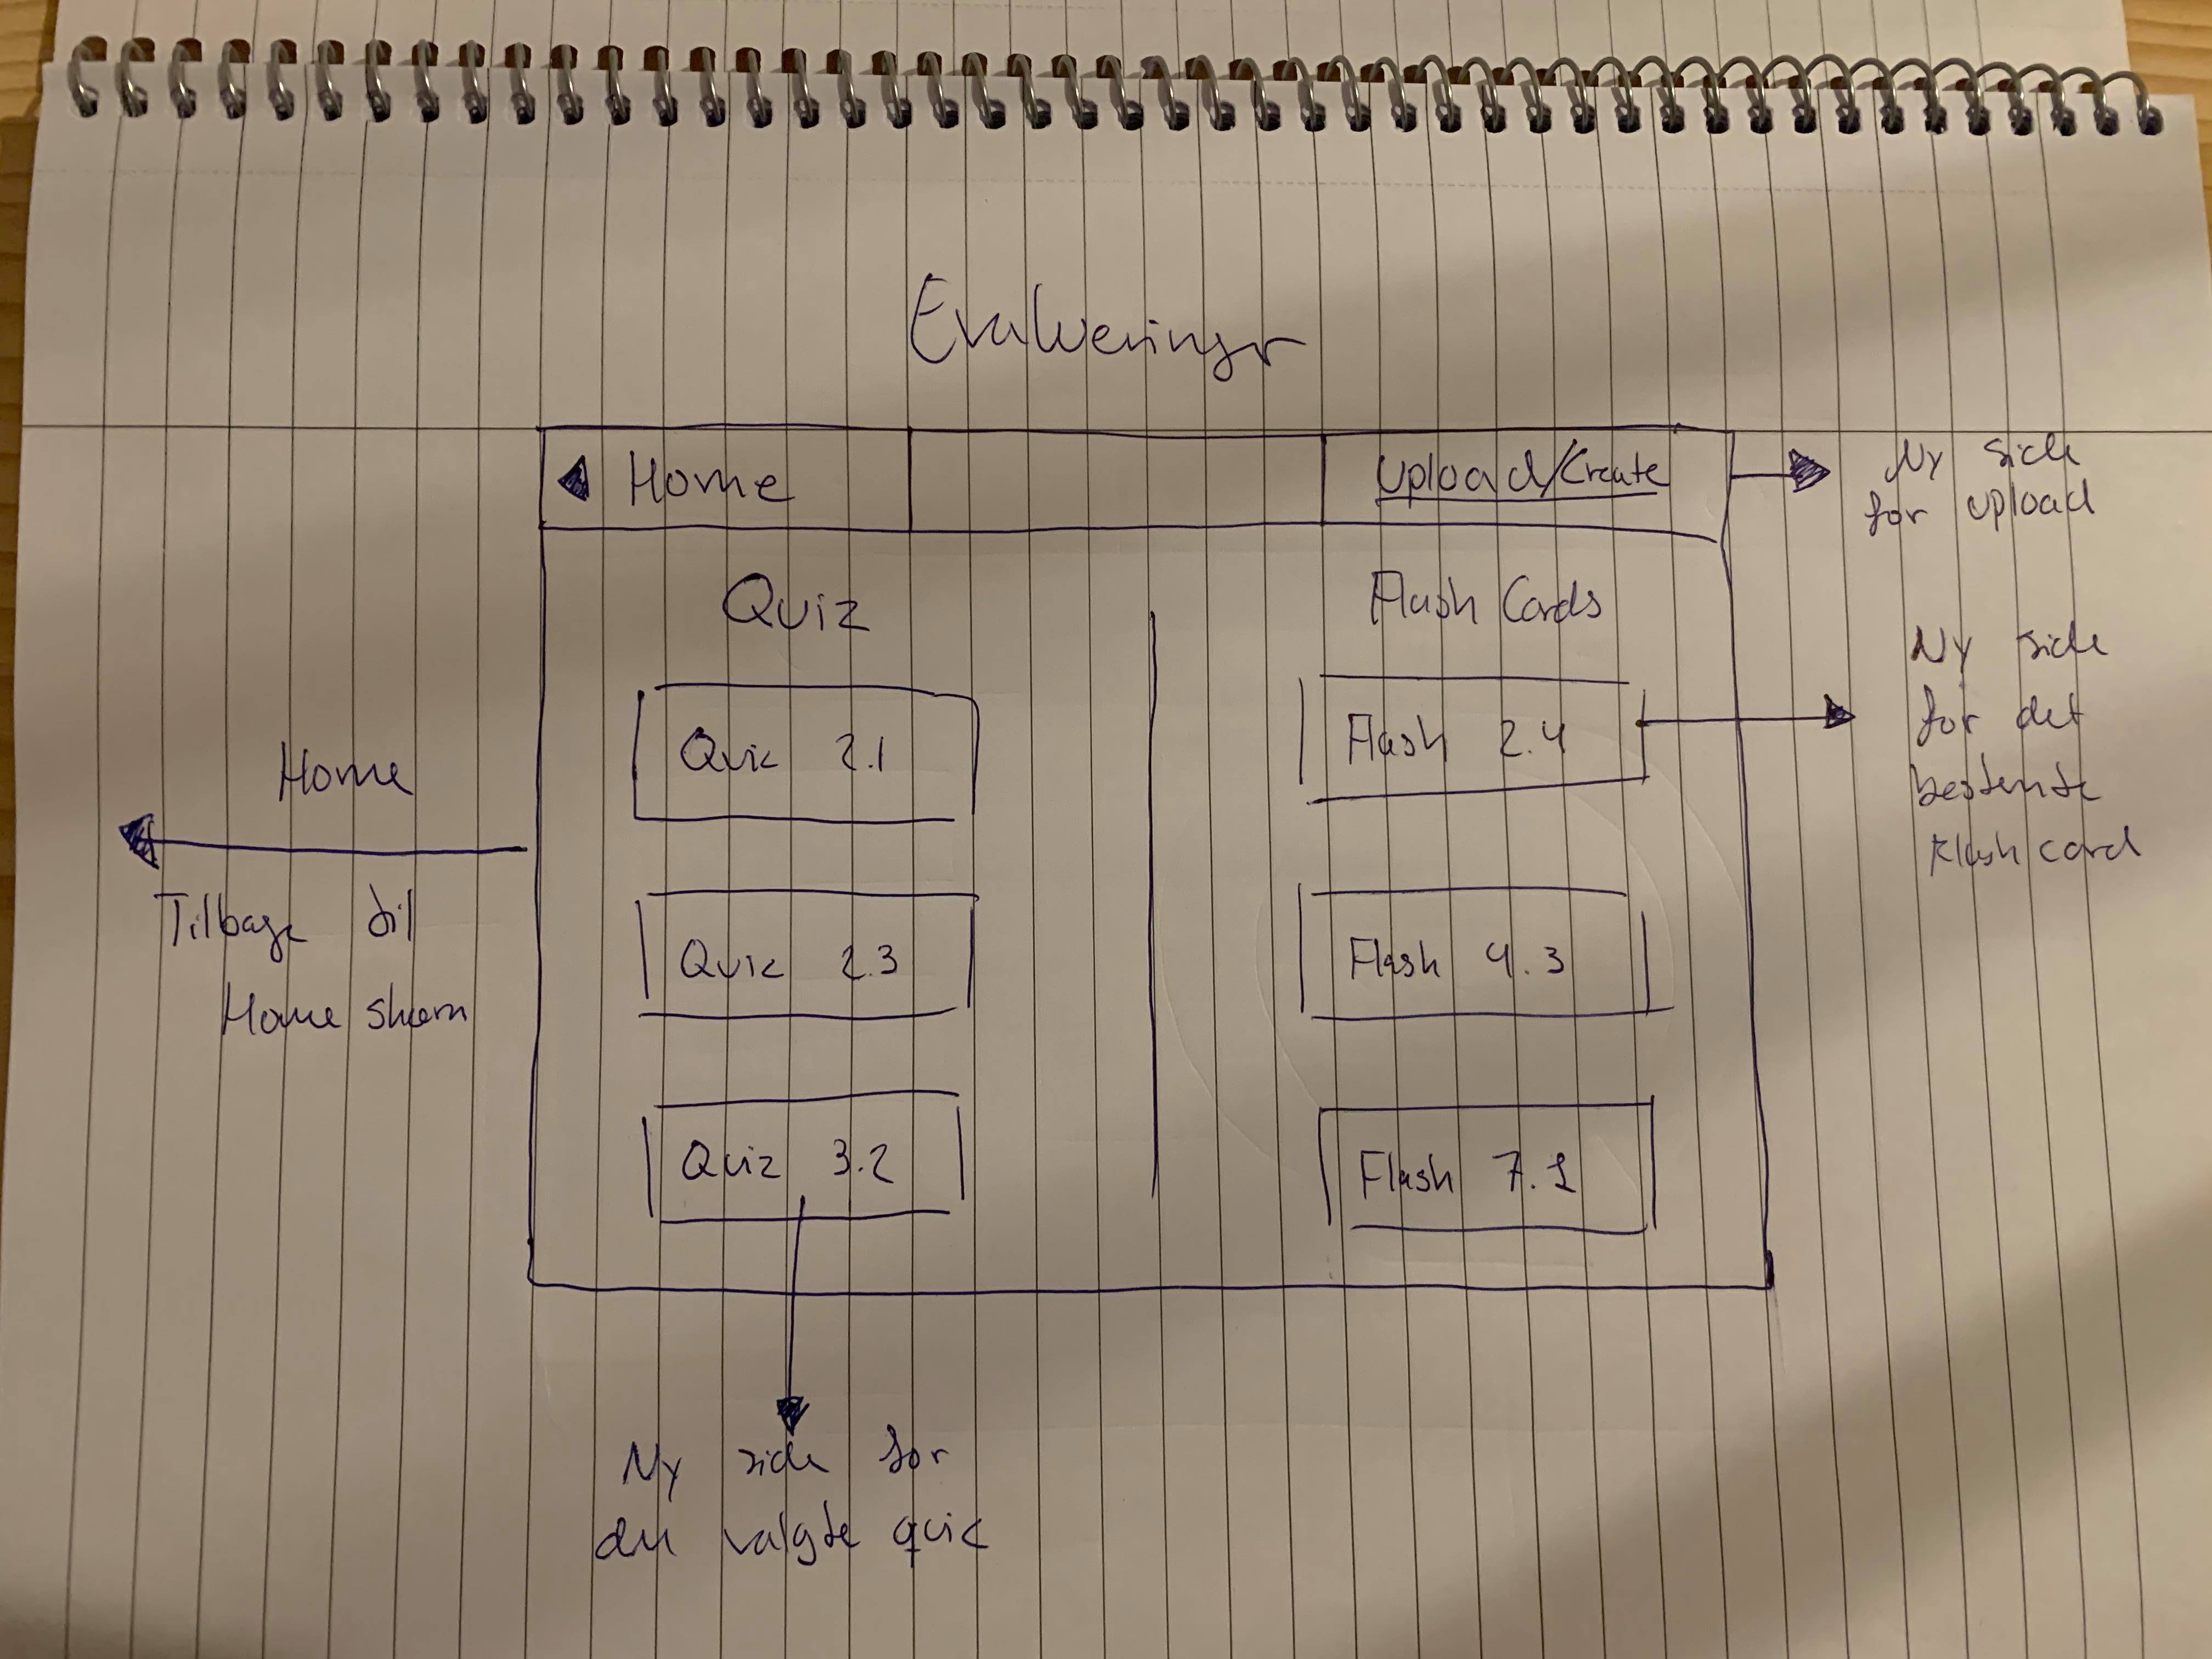 Evalueringr
Home
Upload/Create
Ny side
for upload
Quiz
Flash Cards
Quiz 2.1
Quiz 2.3
Quiz 3.2
Flash 2.4
Flash 4.3
Flash 7.1
Ny side
for det
bestemte
Flash card
Home
Tilbage til
Home skærm
Ny side for
den valgte quiz